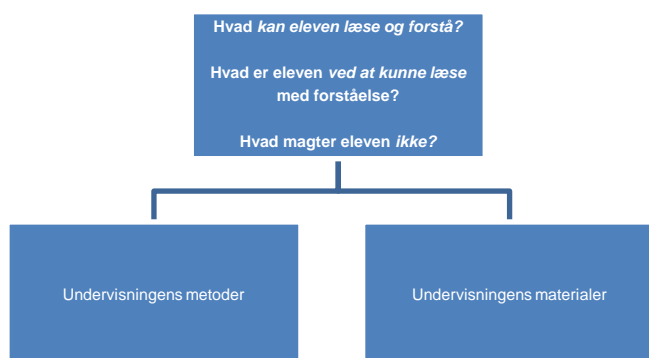 Hvad kan eleven læse og forstå?
Hvad er eleven ved at kunne læse
med forståelse?
Hvad magter eleven ikke?
Undervisningens metoder
Undervisningens materialer